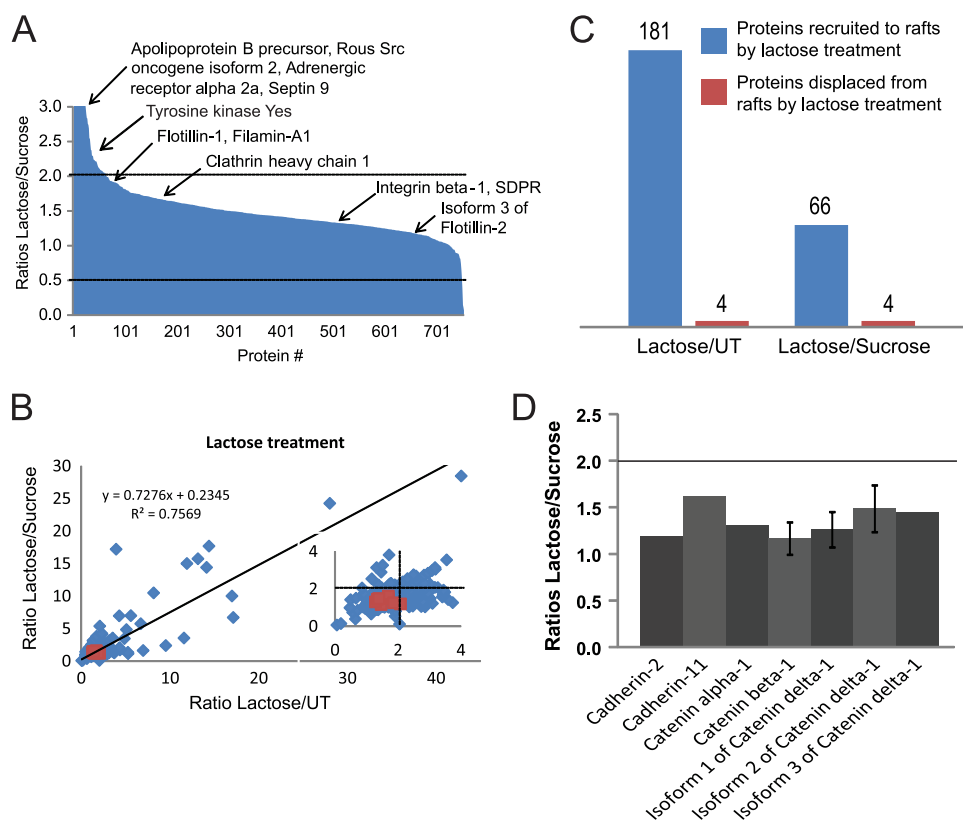 A
Apolipoprotein B precursor, Rous Src
oncogene isoform 2, Adrenergic
receptor alpha 2a, Septin 9
Tyrosine kinase Yes
Flotillin-1, Filamin-A1
Clathrin heavy chain 1
Integrin beta-1, SDPR
Isoform 3 of
Flotillin-2
Ratios Lactose/Sucrose
3.0
2.5
2.0
1.5
1.0
0.5
0.0
1 101 201 301 401 501 601 701
Protein #
C
181
4
66
4
Proteins recruited to rafts
by lactose treatment
Proteins displaced from
rafts by lactose treatment
Lactose/UT Lactose/Sucrose
B
Lactose treatment
y = 0.7276x + 0.2345
R² = 0.7569
Ratio Lactose/Sucrose
30
25
20
15
10
5
0
0 10 20 30 40
Ratio Lactose/UT
4
2
0
0 2 4
D
Ratios Lactose/Sucrose
2.5
2.0
1.5
1.0
0.5
0.0
Cadherin-2
Cadherin-11
Catenin alpha-1
Catenin beta-1
Isoform 1 of Catenin delta-1
Isoform 2 of Catenin delta-1
Isoform 3 of Catenin delta-1